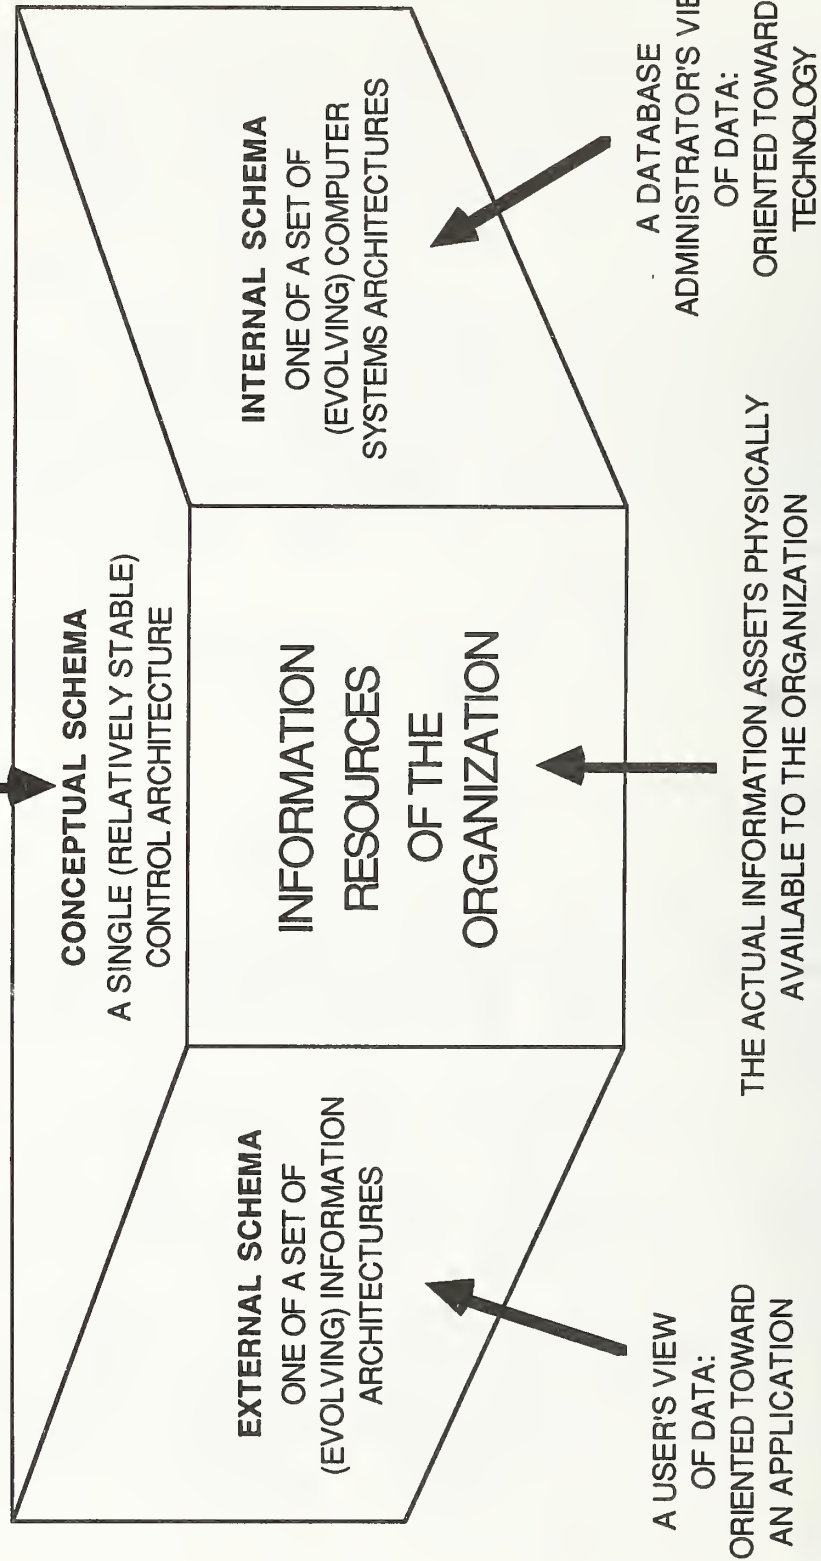 CONCEPTUAL SCHEMA
A SINGLE (RELATIVELY STABLE)
CONTROL ARCHITECTURE
EXTERNAL SCHEMA
ONE OF A SET OF
(EVOLVING) INFORMATION
ARCHITECTURES
INFORMATION
RESOURCES
OF THE
ORGANIZATION
INTERNAL SCHEMA
ONE OF A SET OF
(EVOLVING) COMPUTER
SYSTEMS ARCHITECTURES
A USER'S VIEW
OF DATA:
ORIENTED TOWARD
AN APPLICATION
THE ACTUAL INFORMATION ASSETS PHYSICALLY
AVAILABLE TO THE ORGANIZATION
A DATABASE
ADMINISTRATOR'S
OF DATA:
ORIENTED TOWARD
TECHNOLOGY